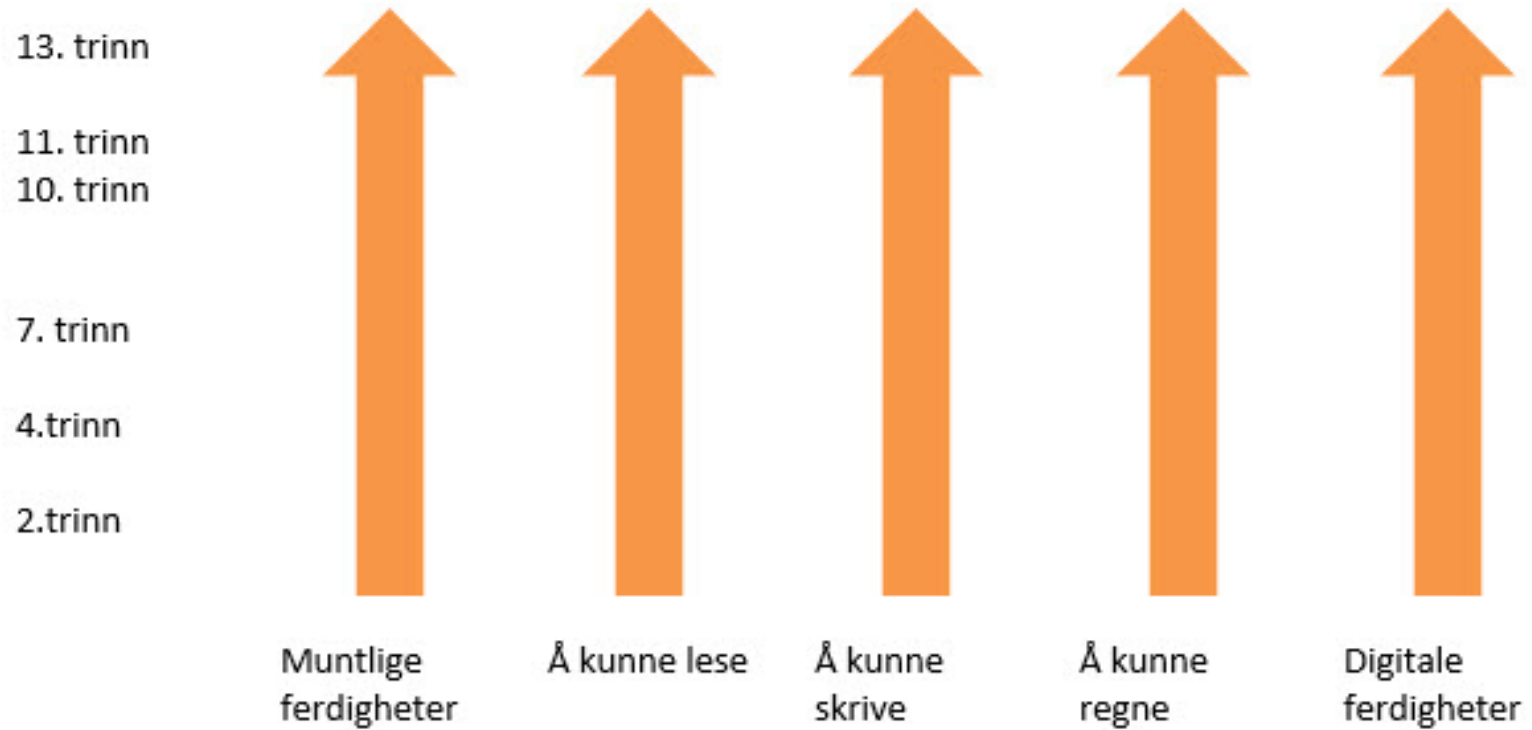 13. trinn
11. trinn
10. trinn
7. trinn
4.trinn
2.trinn
Muntlige
ferdigheter
Å kunne lese
Å kunne
skrive
Å kunne
regne
Digitale
ferdigheter